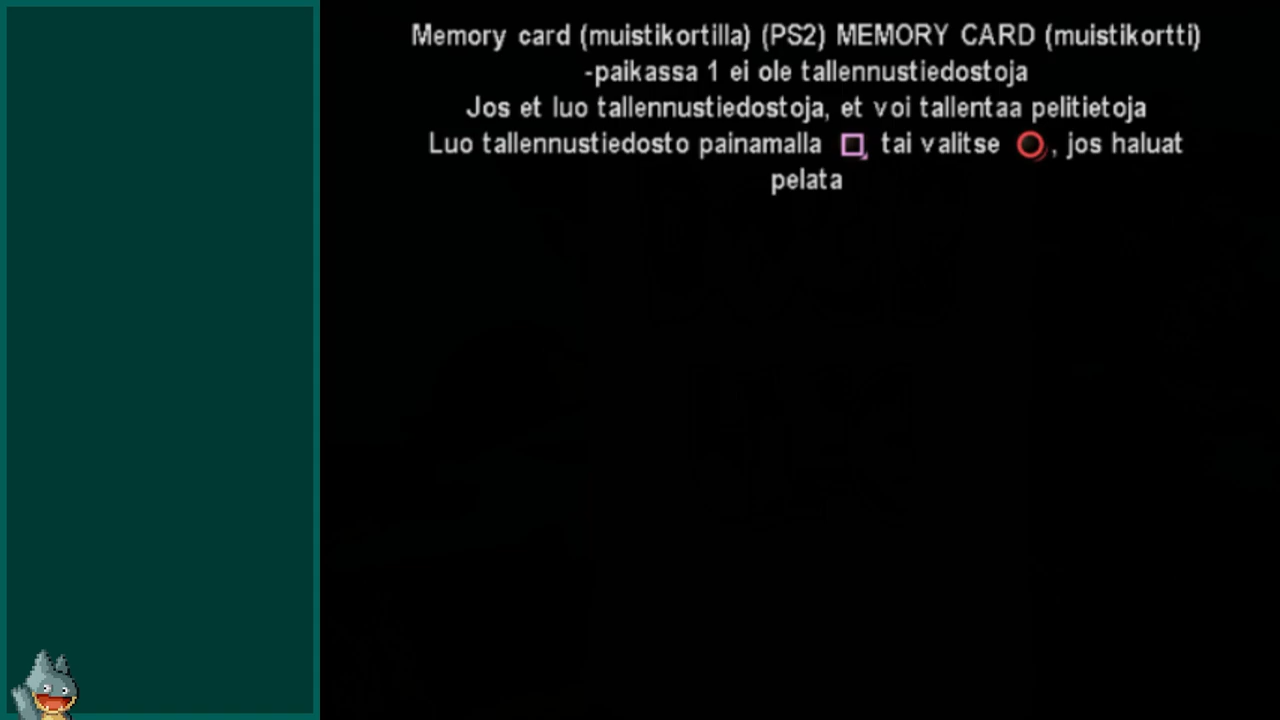 Memory card (muistikortilla) (PS2) MEMORY CARD (muistikortti)
-paikassa 1 ei ole tallennustiedostoja
Jos et luo tallennustiedostoja, et voi tallentaa pelitietoja
Luo tallennustiedosto painamalla tai valitse , jos haluat
pelata